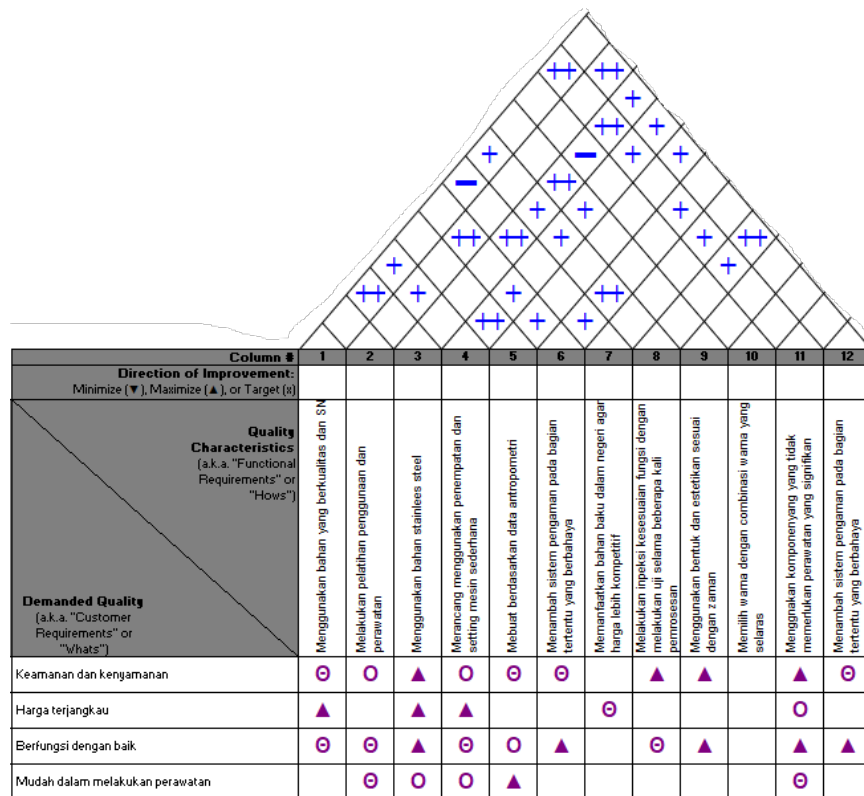 ++ ++
+
++ +
+ − + +
− ++
+ + +
++ ++ + + ++
+ +
++ + + ++
++ + +
Column # 1 2 3 4 5 6 7 8 9 10 11 12
Direction of Improvement:
Minimize (▼), Maximize (▲), or Target (x)
Quality
Characteristics
(a.k.a. "Functional
Requirements" or
"Hows")
Demanded Quality
(a.k.a. "Customer
Requirements" or
"Whats")
Menggunakan bahan yang berkualitas dan SN
Melakukan pelatihan penggunaan dan
perawatan
Menggunakan bahan stainlees steel
Merancang menggunakan penempatan dan
setting mesin sederhana
Mebuat berdasarkan data antropometri
Menambah sistem pengaman pada bagian
tertentu yang berbahaya
Memanfaatkan bahan baku dalam negeri agar
harga lebih kompetitif
Melakukan inpeksi kesesuaian fungsi dengan
melakukan uji selama beberapa kali
pemrosesan
Menggunakan bentuk dan estetikan sesuai
dengan zaman
Memilih warna dengan combinasi warna yang
selaras
Menggnakan komponenyang yang tidak
memerlukan perawatan yang signifikan
Menambah sistem pengaman pada bagian
tertentu yang berbahaya
Keamanan dan kenyamanan Θ Ο ▲ Ο Θ Θ ▲ ▲ ▲ Θ
Harga terjangkau ▲ ▲ ▲ Θ Ο
Berfungsi dengan baik Θ Θ ▲ Θ Ο ▲ Θ ▲ ▲ ▲
Mudah dalam melakukan perawatan Θ Ο Ο ▲ Θ